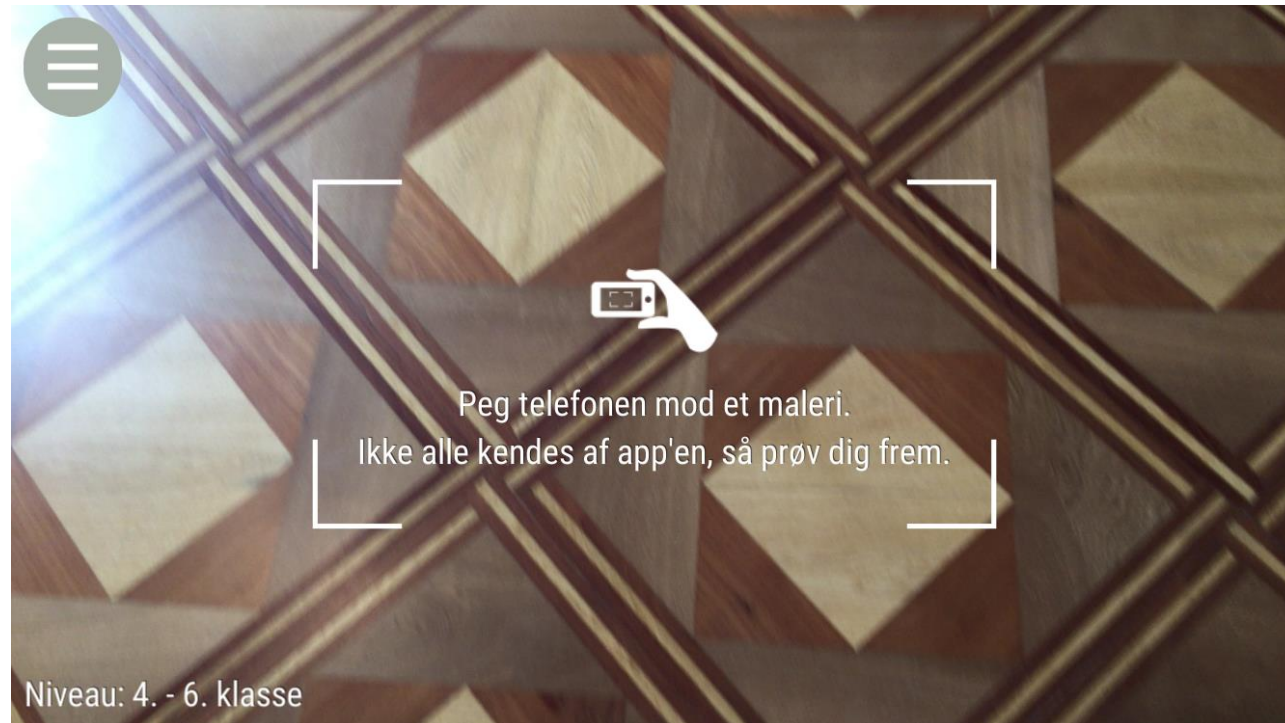 Peg telefonen mod et maleri.
Ikke alle kendes af app'en, så prøv dig frem.
Niveau: 4. - 6. klasse